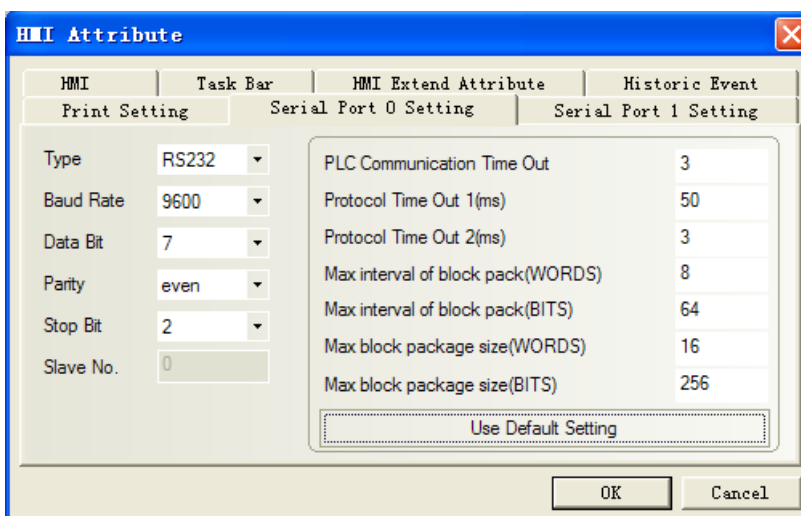 HMI Attribute
HMI
Task Bar
HMI Extend Attribute
Historic Event
Print Setting
Serial Port 0 Setting
Serial Port 1 Setting
Type RS232
Baud Rate 9600
Data Bit 7
Parity even
Stop Bit 2
Slave No. 0
PLC Communication Time Out 3
Protocol Time Out 1(ms) 50
Protocol Time Out 2(ms) 3
Max interval of block pack(WORDS) 8
Max interval of block pack(BITS) 64
Max block package size(WORDS) 16
Max block package size(BITS) 256
Use Default Setting
OK
Cancel